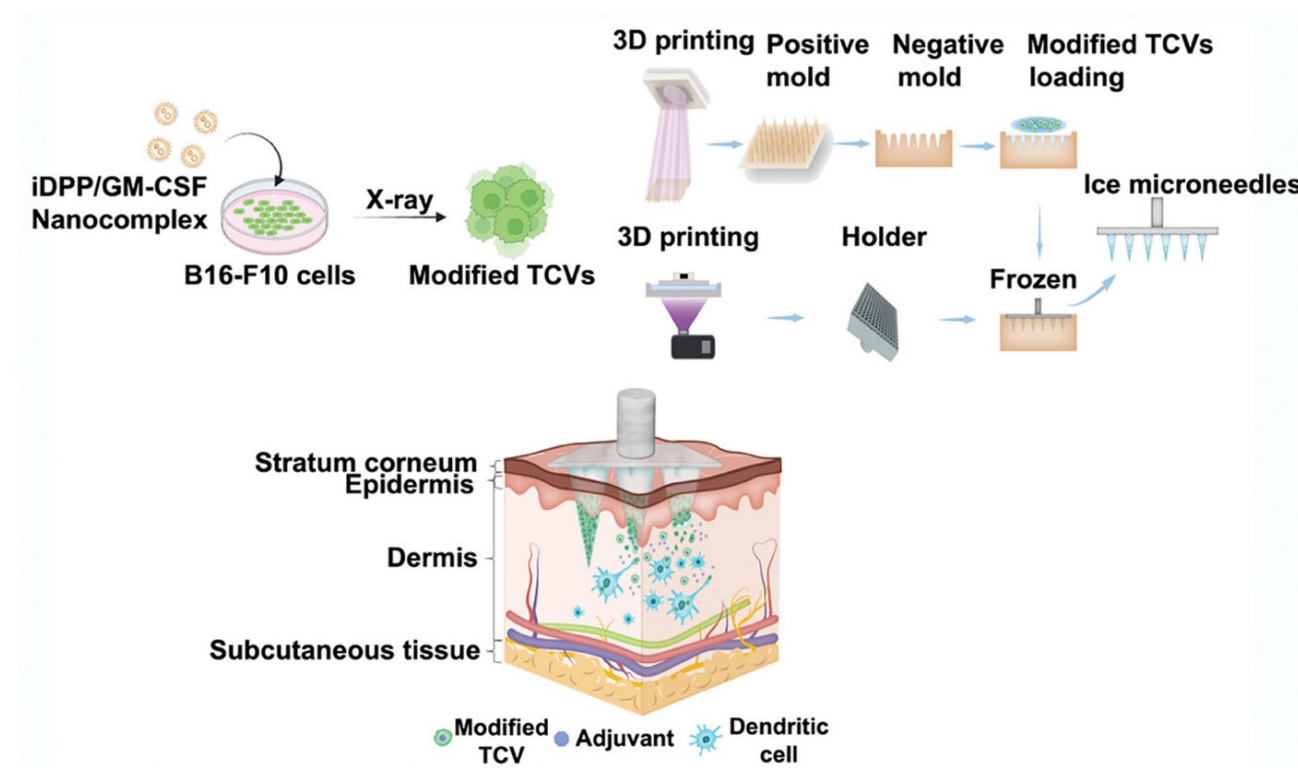 3D printing
Positive
mold
Negative
mold
Modified TCVs
loading
iDPP/GM-CSF
Nanocomplex
X-ray
B16-F10 cells
Modified TCVs
Ice microneedles
3D printing
Holder
Frozen
Stratum corneum
Epidermis
Dermis
Subcutaneous tissue
Modified
TCV
Adjuvant
Dendritic
cell